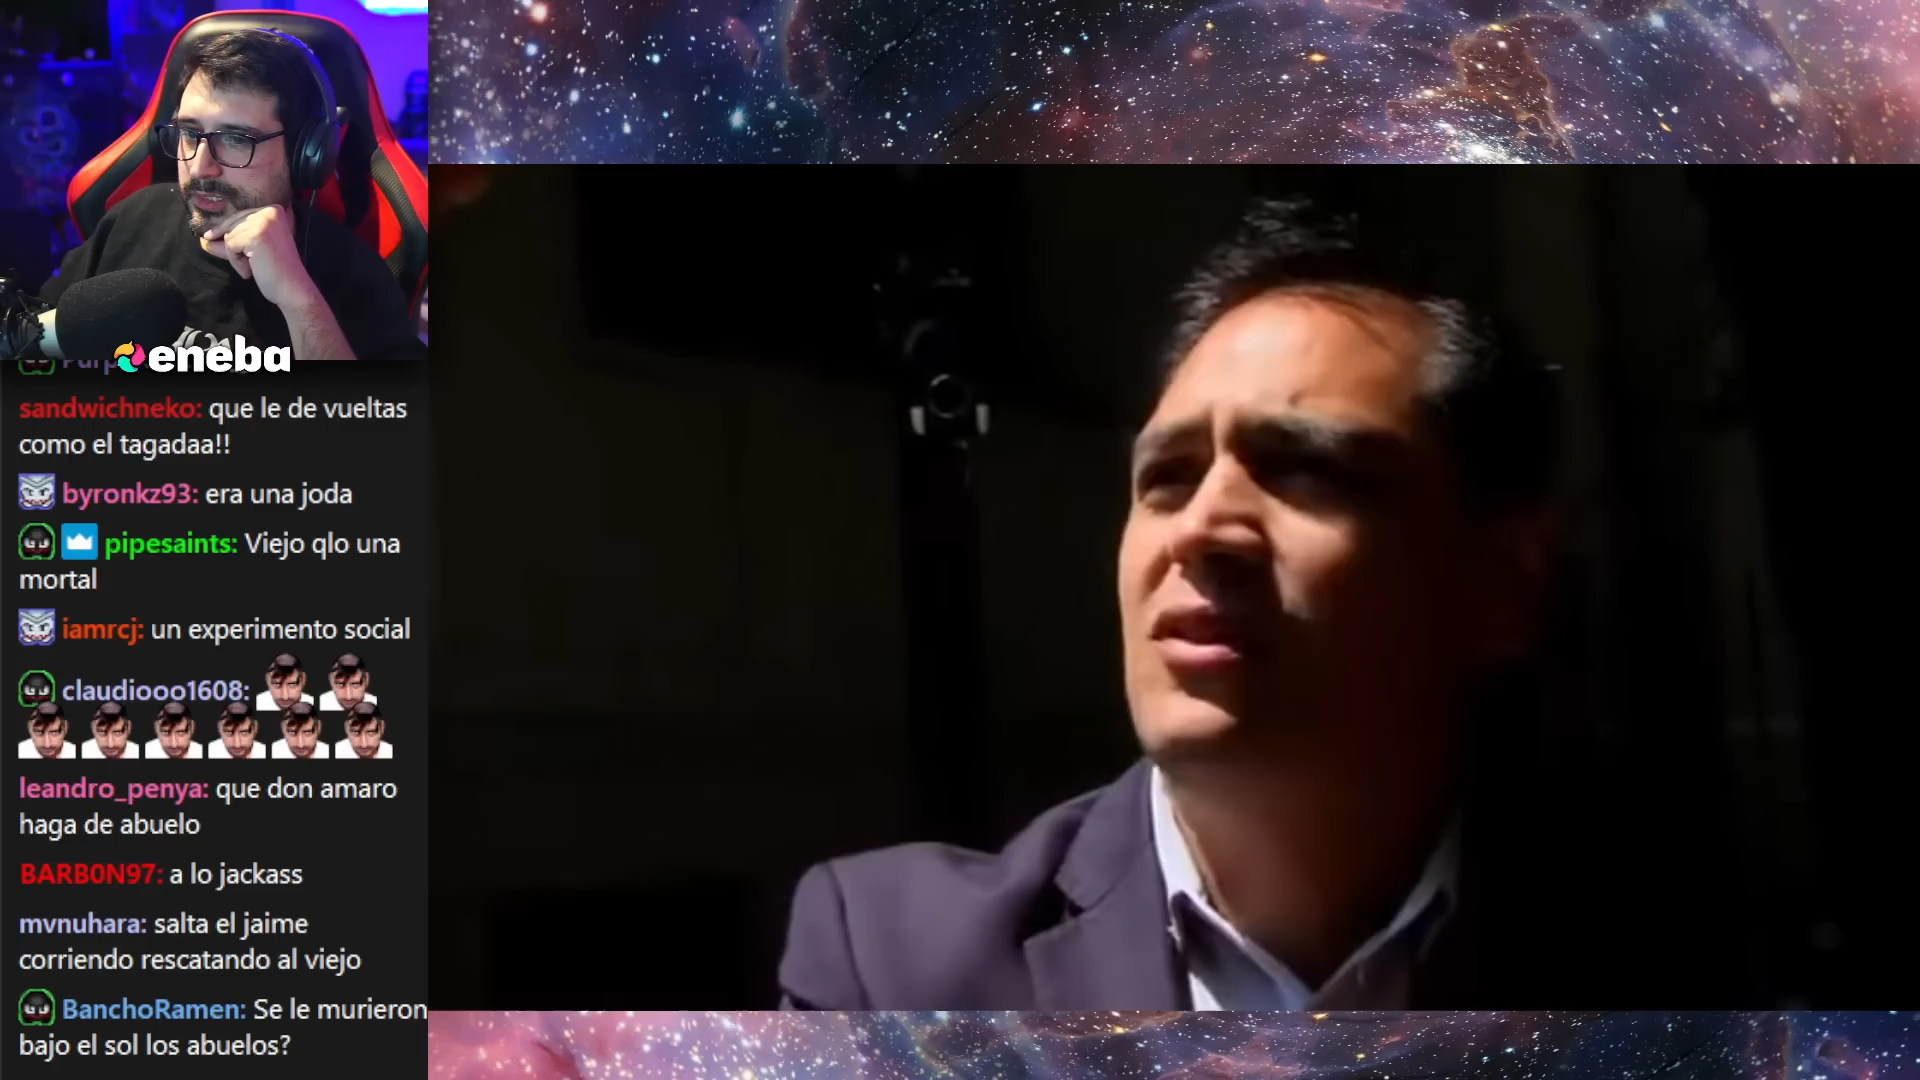 eneba
sandwichneko: que le de vueltas
como el tagadaa!!
byronkz93: era una joda
pipesaints: Viejo qlo una
mortal
iamrcj: un experimento social
claudiooo1608:
leandro_penya: que don amaro
haga de abuelo
BARB0N97: a lo jackass
mvnuhara: salta el jaime
corriendo rescatando al viejo
BanchoRamen: Se le murieron
bajo el sol los abuelos?